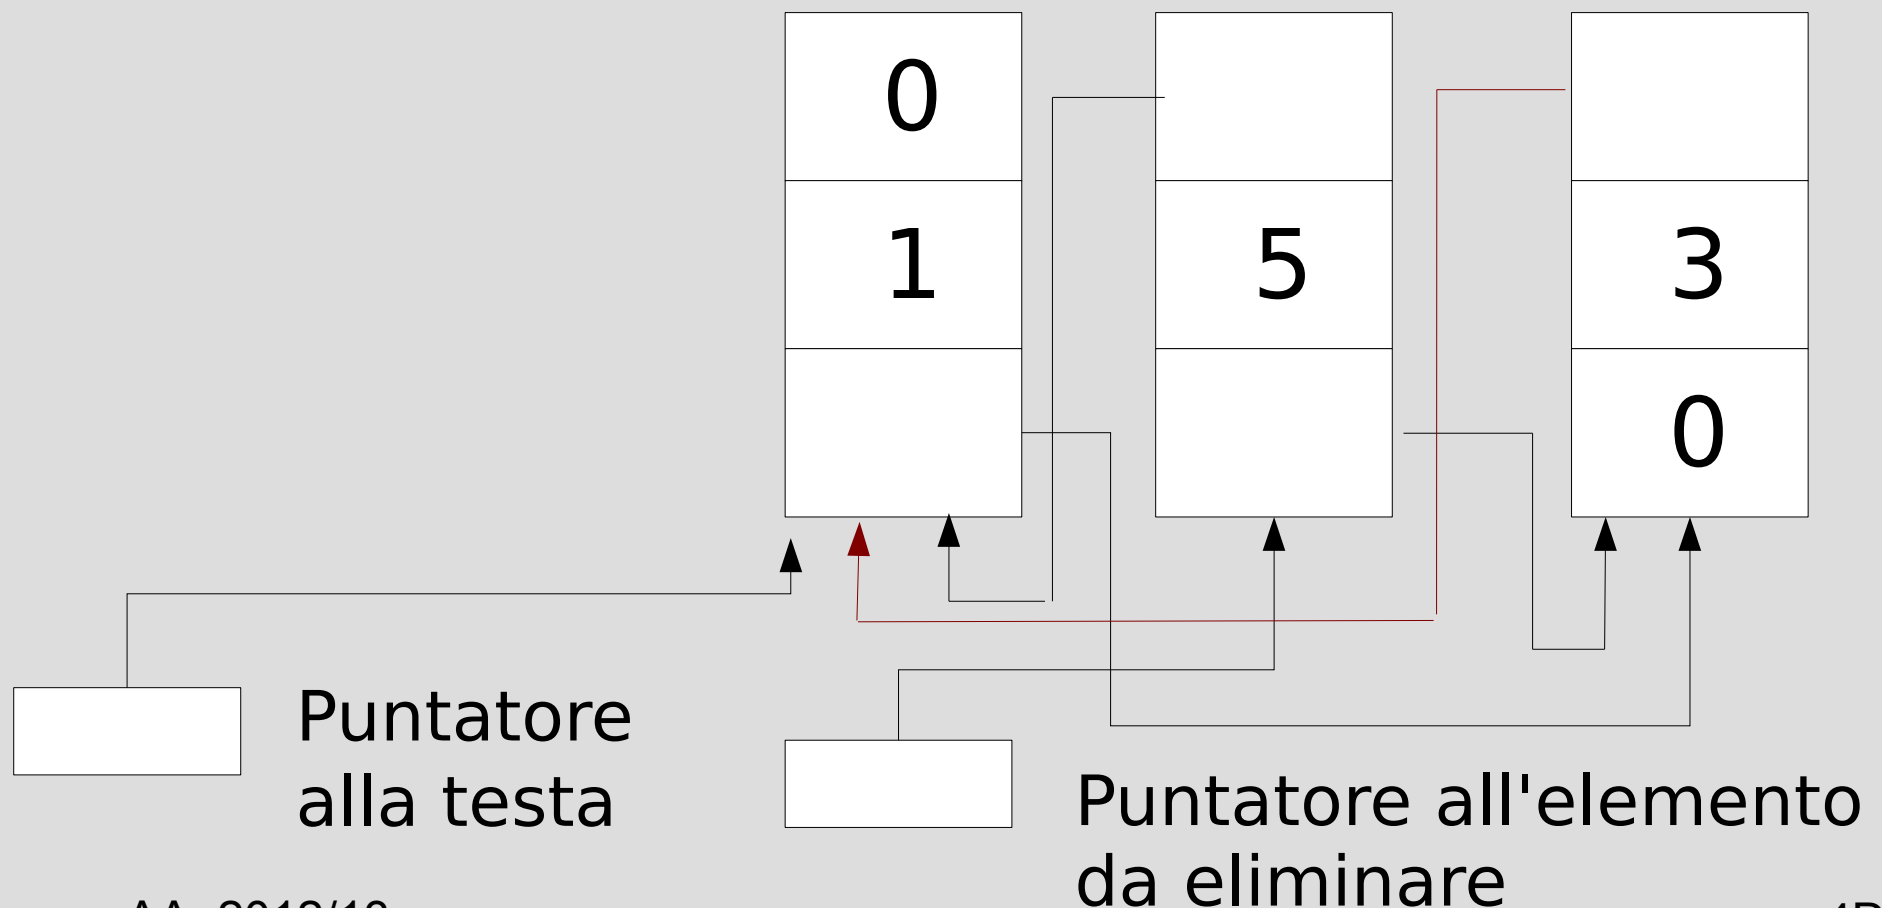 0
1
5
3
0
Puntatore
alla testa
Puntatore all'elemento
da eliminare